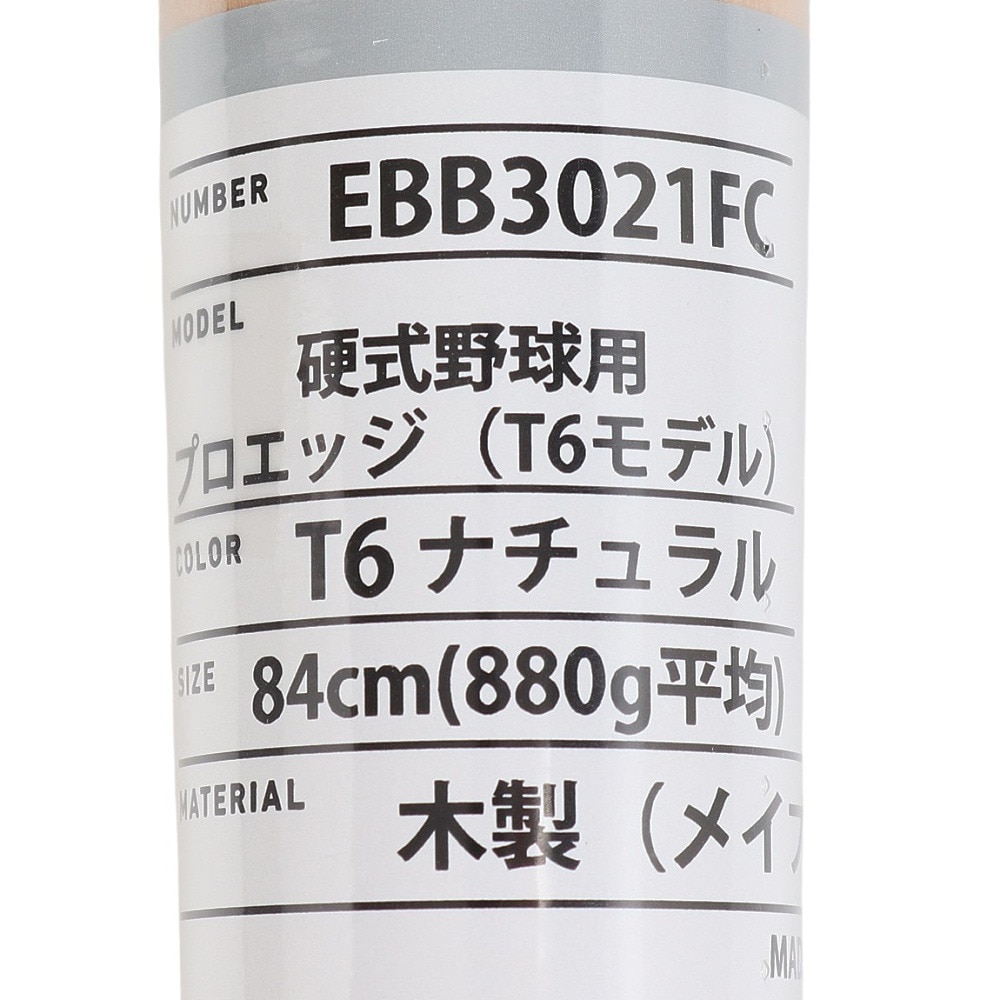 NUMBER EBB3021FC
MODEL
硬式野球用
プロエッジ（T6モデル）
COLOR T6 ナチュラル
SIZE 84cm(880g平均)
MATERIAL 木製（メイ